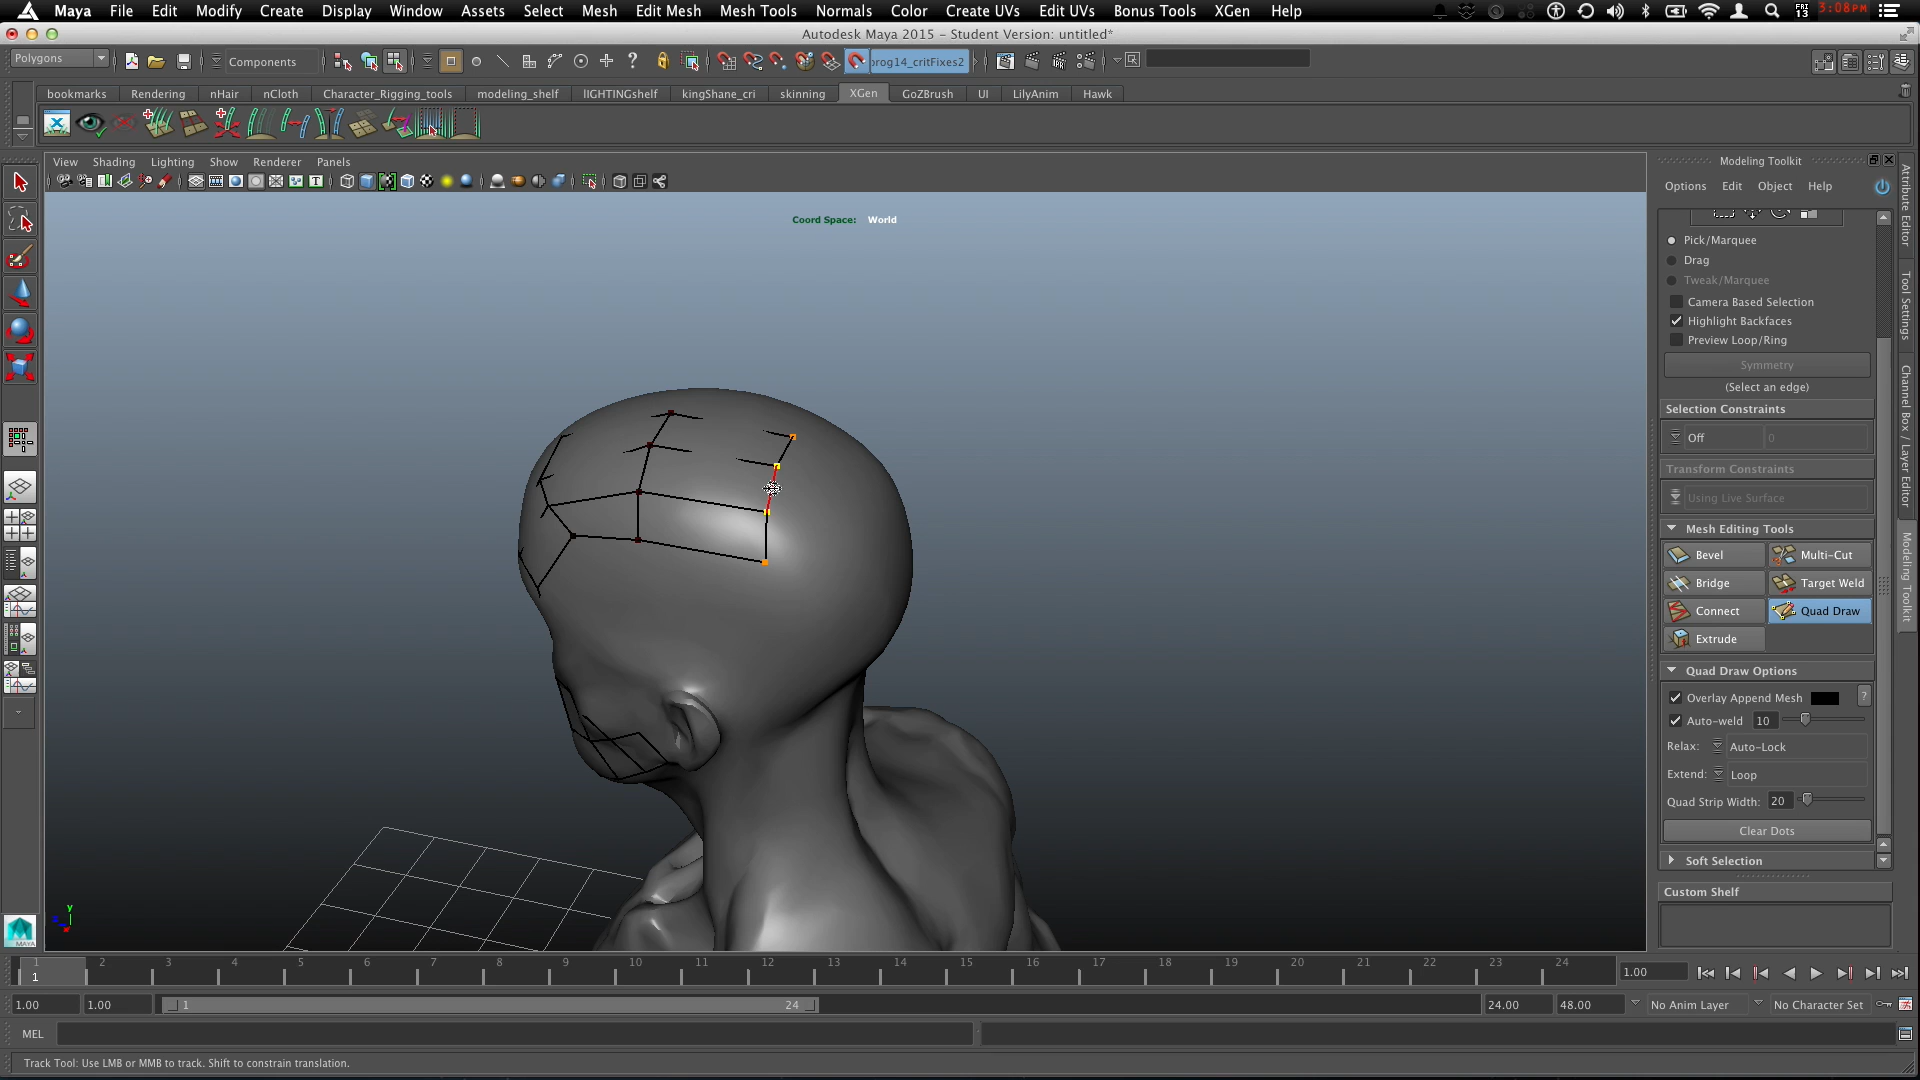 Maya File Edit Modify Create Display Window Assets Select Mesh Edit Mesh Mesh Tools Normals Color Create UVs Edit UVs Bonus Tools XGen Help FRI 13 3:08PM
Autodesk Maya 2015 - Student Version: untitled*
Polygons Components prog14_critFixes2
bookmarks Rendering nHair nCloth Character_Rigging_tools modeling_shelf lIGHTINGshelf kingShane_cri skinning XGen GoZBrush UI LilyAnim Hawk
View Shading Lighting Show Renderer Panels
Coord Space: World
Modeling Toolkit
Options Edit Object Help
Pick/Marquee
Drag
Tweak/Marquee
Camera Based Selection
Highlight Backfaces
Preview Loop/Ring
Symmetry
(Select an edge)
Selection Constraints
Off 0
Transform Constraints
Using Live Surface
Mesh Editing Tools
Bevel Multi-Cut
Bridge Target Weld
Connect Quad Draw
Extrude
Quad Draw Options
Overlay Append Mesh ?
Auto-weld 10
Relax: Auto-Lock
Extend: Loop
Quad Strip Width: 20
Clear Dots
Soft Selection
Custom Shelf
Attribute Editor
Tool Settings
Channel Box / Layer Editor
Modeling Toolkit
y
MAYA
1 2 3 4 5 6 7 8 9 10 11 12 13 14 15 16 17 18 19 20 21 22 23 24
1 1.00
1.00 1.00 1 24 24.00 48.00 No Anim Layer No Character Set
MEL
Track Tool: Use LMB or MMB to track. Shift to constrain translation.